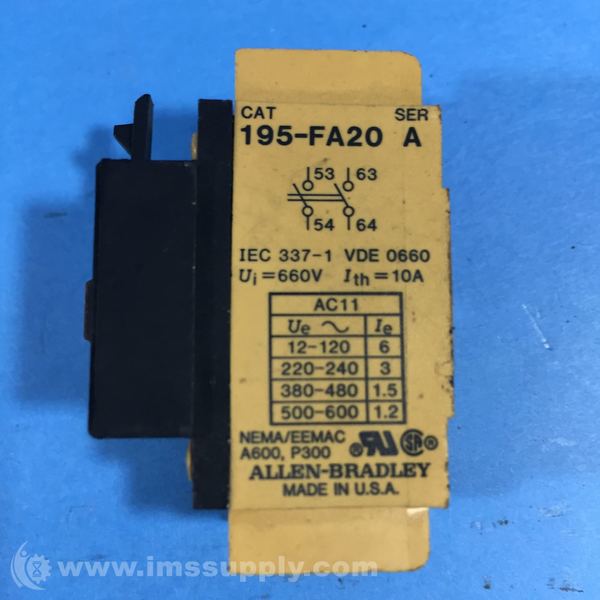 CAT SER
195-FA20 A
53 63
54 64
IEC 337-1 VDE 0660
Ui=660V Ith=10A
AC11
Ue ~ Ie
12-120 6
220-240 3
380-480 1.5
500-600 1.2
NEMA/EEMAC
A600, P300
ALLEN-BRADLEY
MADE IN U.S.A.
www.imssupply.com